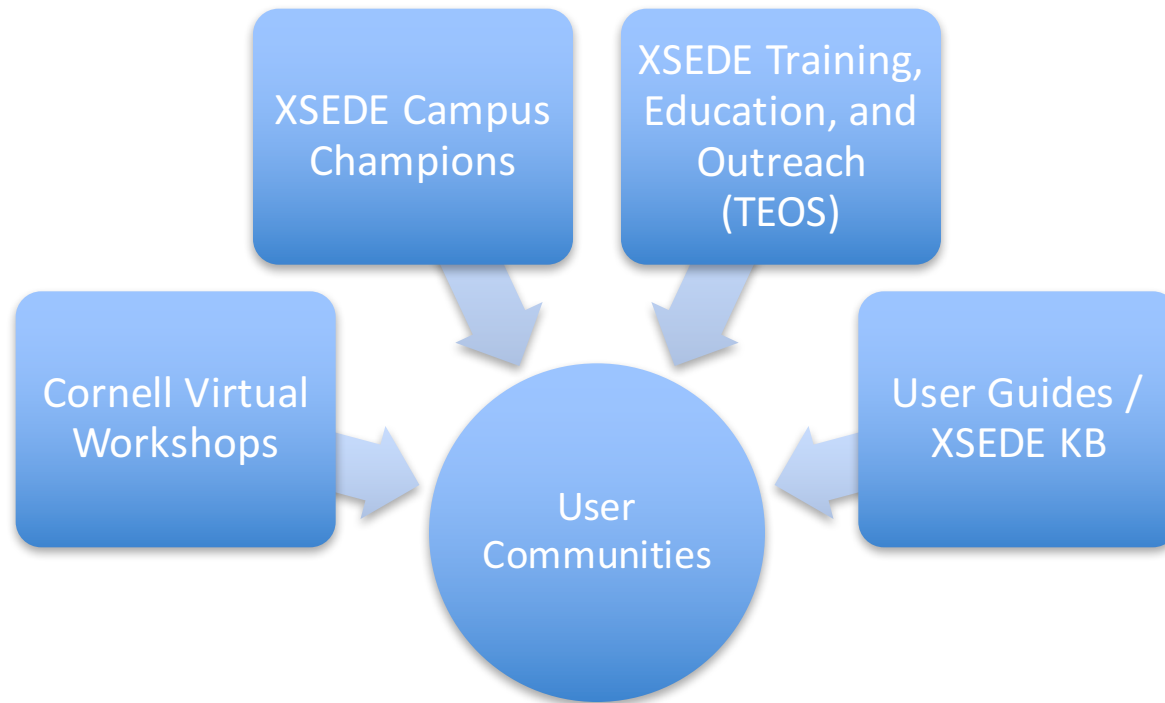 XSEDE Campus
Champions
XSEDE Training,
Education, and
Outreach
(TEOS)
Cornell Virtual
Workshops
User Guides /
XSEDE KB
User
Communities